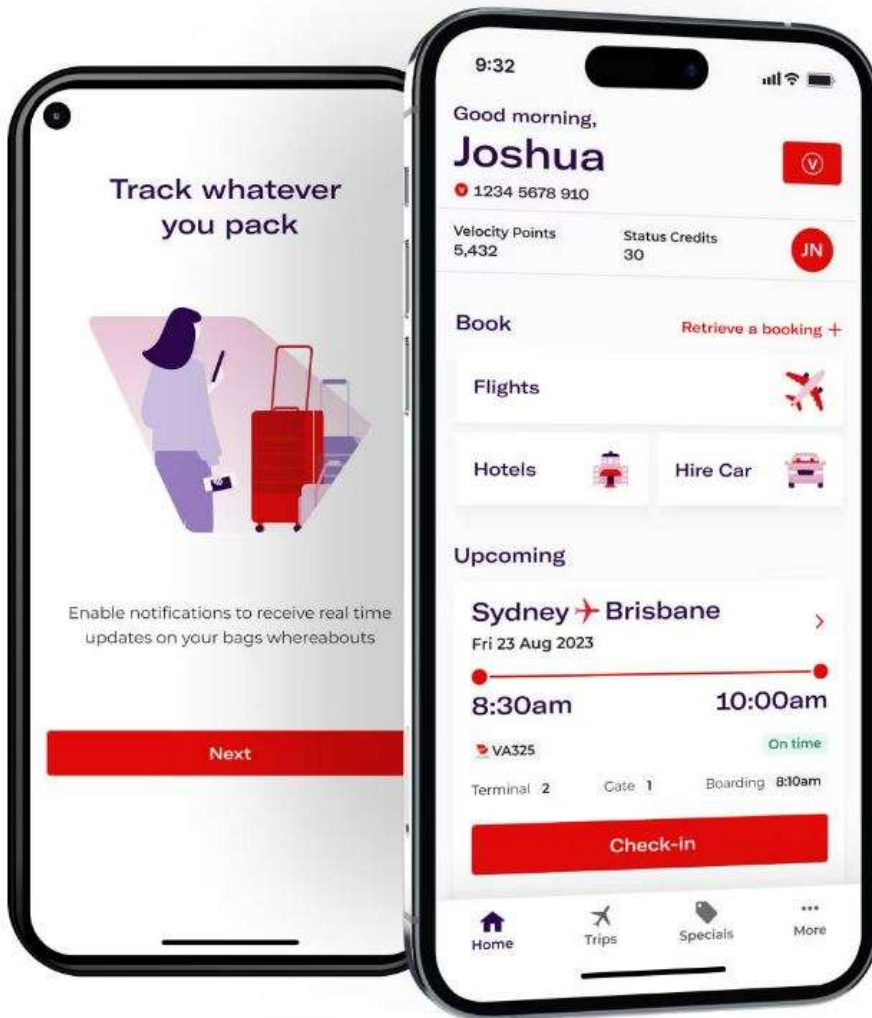 Track whatever
you pack
Enable notifications to receive real time
updates on your bags whereabouts
Next
9:32
Good morning,
Joshua
V
V 1234 5678 910
Velocity Points
5,432
Status Credits
30
JN
Book
Retrieve a booking +
Flights
Hotels
Hire Car
Upcoming
Sydney Brisbane
Fri 23 Aug 2023
8:30am 10:00am
VA325
On time
Terminal 2 Gate 1 Boarding 8:10am
Check-in
Home Trips Specials More